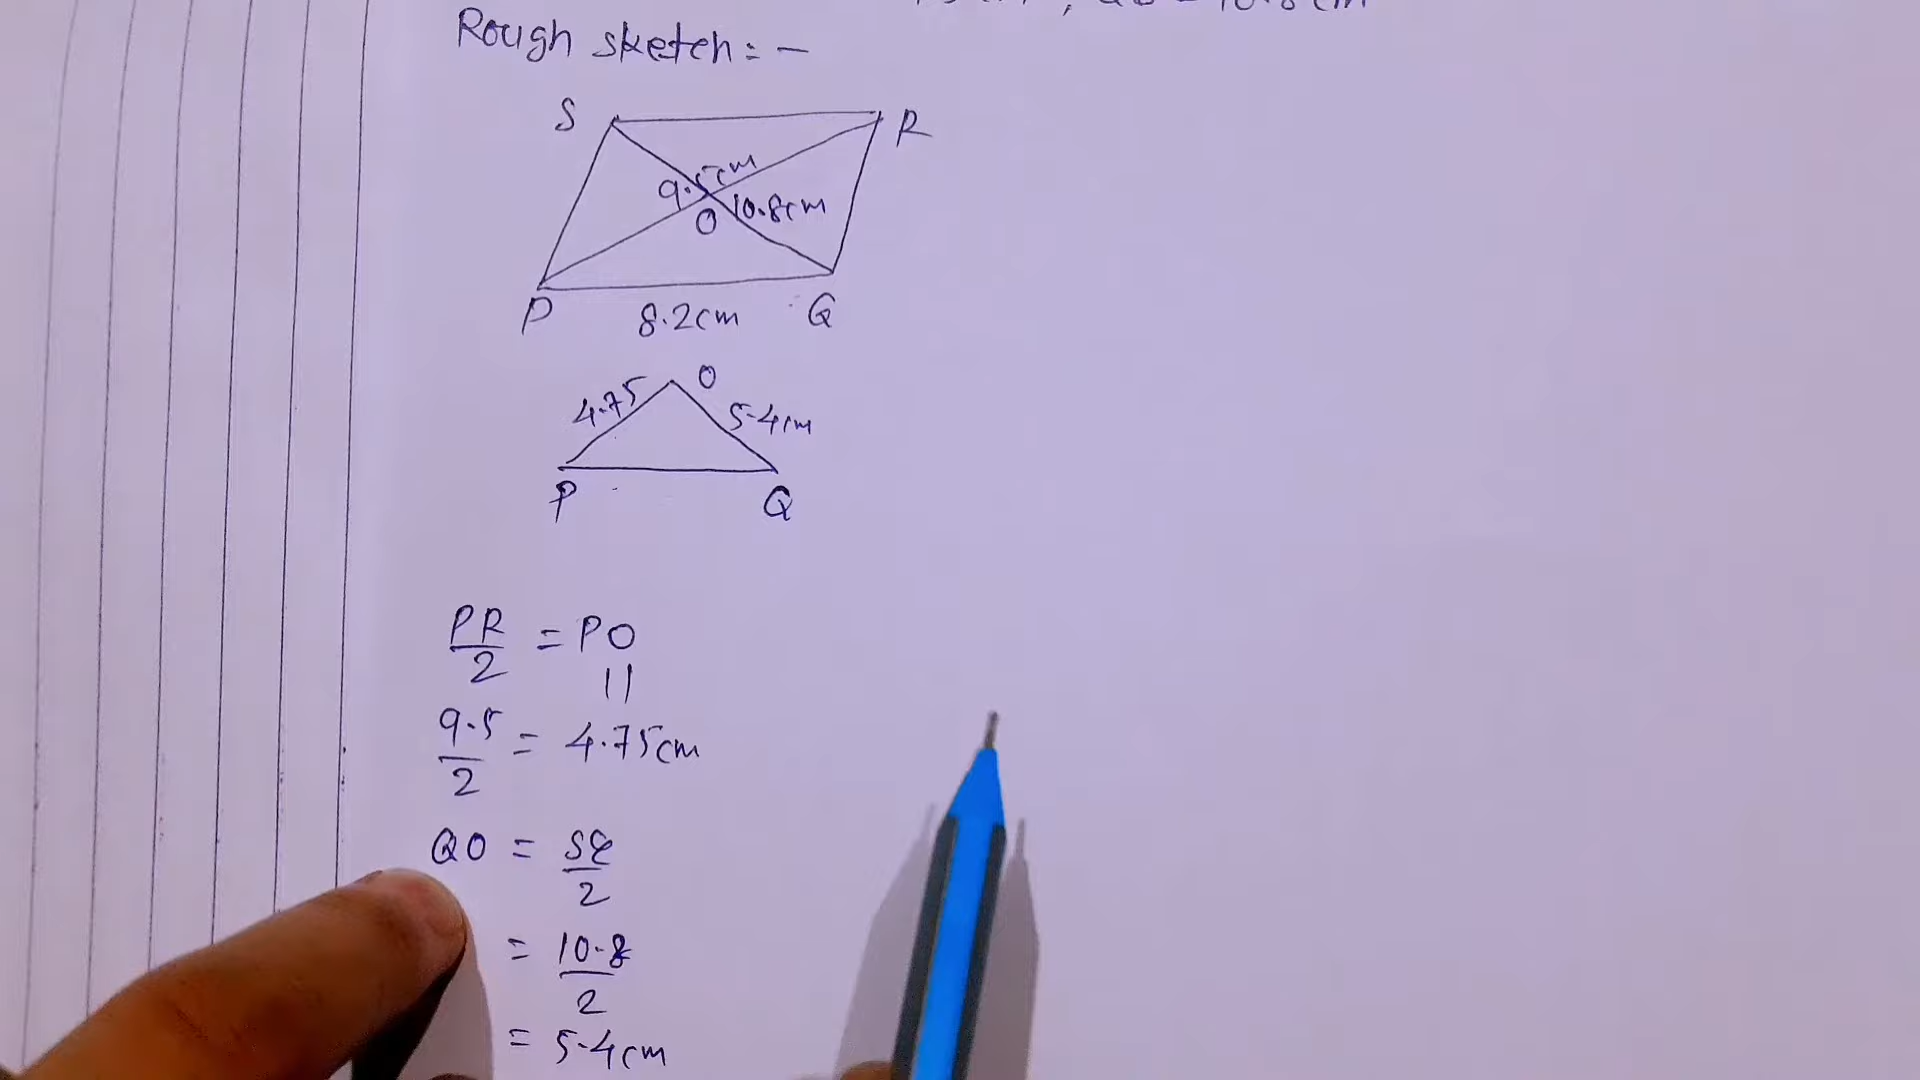 Rough sketch: -
S
R
9.5cm
O
10.8cm
P
8.2cm
Q
O
4.75
5.4cm
P
Q
PR/2 = PO
||
9.5/2 = 4.75cm
QO = SQ/2
= 10.8/2
= 5.4cm